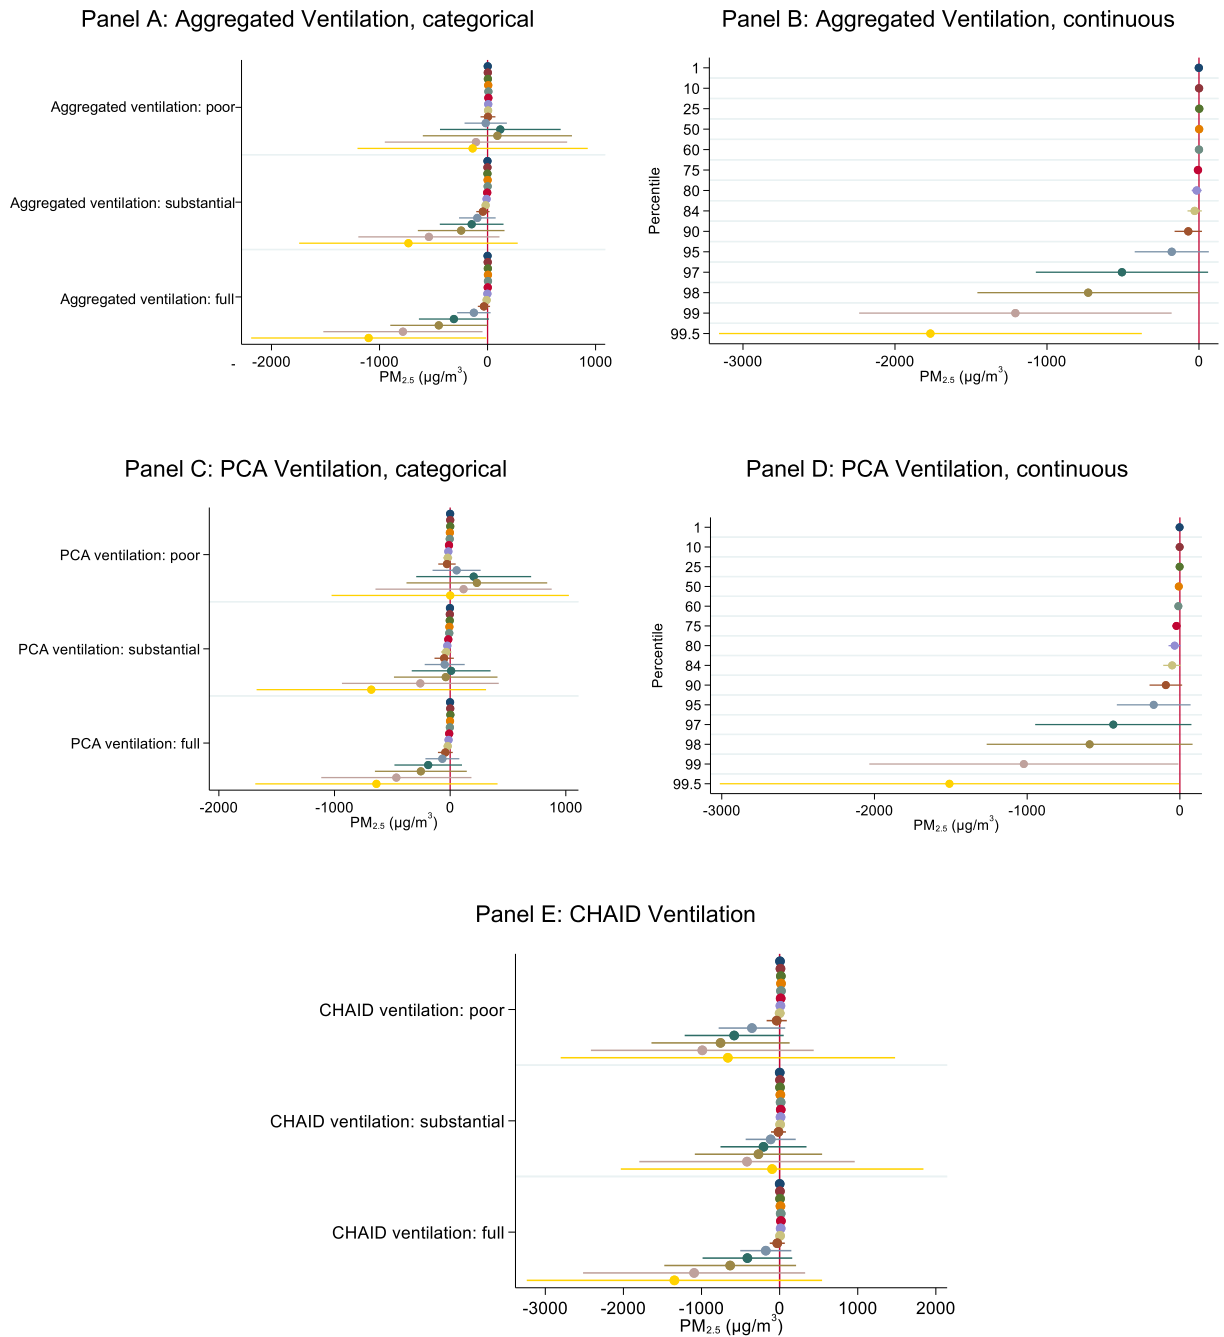 Panel A: Aggregated Ventilation, categorical
Aggregated ventilation: poor
Aggregated ventilation: substantial
Aggregated ventilation: full
- -2000 -1000 0 1000
PM2.5 (µg/m3)
Panel B: Aggregated Ventilation, continuous
Percentile
1
10
25
50
60
75
80
84
90
95
97
98
99
99.5
-3000 -2000 -1000 0
PM2.5 (µg/m3)
Panel C: PCA Ventilation, categorical
PCA ventilation: poor
PCA ventilation: substantial
PCA ventilation: full
-2000 -1000 0 1000
PM2.5 (µg/m3)
Panel D: PCA Ventilation, continuous
Percentile
1
10
25
50
60
75
80
84
90
95
97
98
99
99.5
-3000 -2000 -1000 0
PM2.5 (µg/m3)
Panel E: CHAID Ventilation
CHAID ventilation: poor
CHAID ventilation: substantial
CHAID ventilation: full
-3000 -2000 -1000 0 1000 2000
PM2.5 (µg/m3)